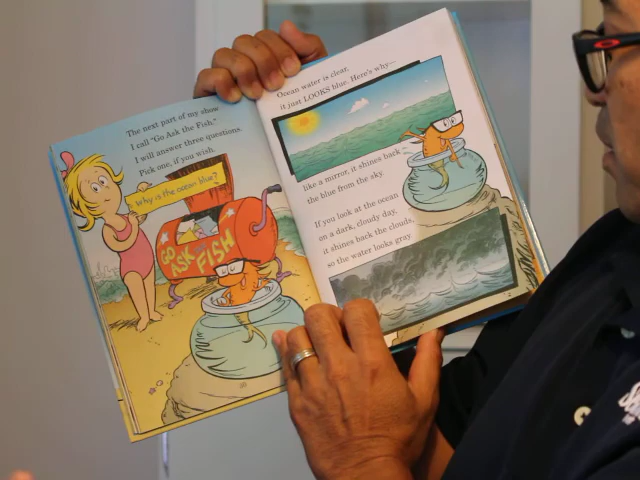 The next part of my show
I call "Go Ask the Fish."
I will answer three questions.
Pick one, if you wish.
Why is the ocean blue?
GO
ASK THE
FISH
30
Ocean water is clear,
it just LOOKS blue. Here's why—
like a mirror, it shines back
the blue from the sky.
If you look at the ocean
on a dark, cloudy day,
it shines back the clouds,
so the water looks gray.